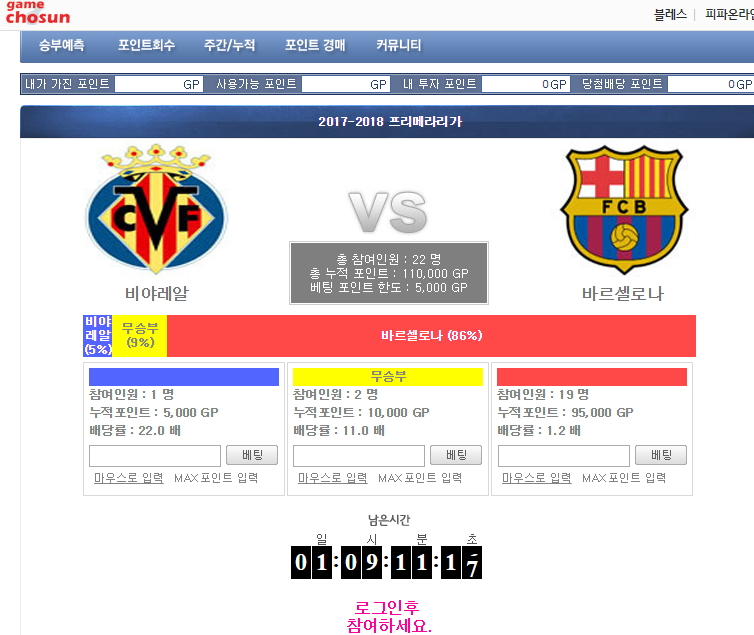 game
chosun
블레스 | 피파온라인
승부예측 포인트회수 주간/누적 포인트 경매 커뮤니티
내가 가진 포인트 GP 사용가능 포인트 GP 내 투자 포인트 0GP 당첨배당 포인트 0GP
2017-2018 프리메라리가
CVF
FCB
VS
총 참여인원 : 22 명
총 누적 포인트 : 110,000 GP
베팅 포인트 한도 : 5,000 GP
비야레알 바르셀로나
비야
레알
(5%)
무승부
(9%)
바르셀로나 (86%)
무승부
참여인원 : 1 명 참여인원 : 2 명 참여인원 : 19 명
누적포인트 : 5,000 GP 누적포인트 : 10,000 GP 누적포인트 : 95,000 GP
배당률 : 22.0 배 배당률 : 11.0 배 배당률 : 1.2 배
베팅 베팅 베팅
마우스로 입력 MAX포인트 입력 마우스로 입력 MAX포인트 입력 마우스로 입력 MAX포인트 입력
남은시간
일 시 분 초
01:09:11:17
로그인후
참여하세요.